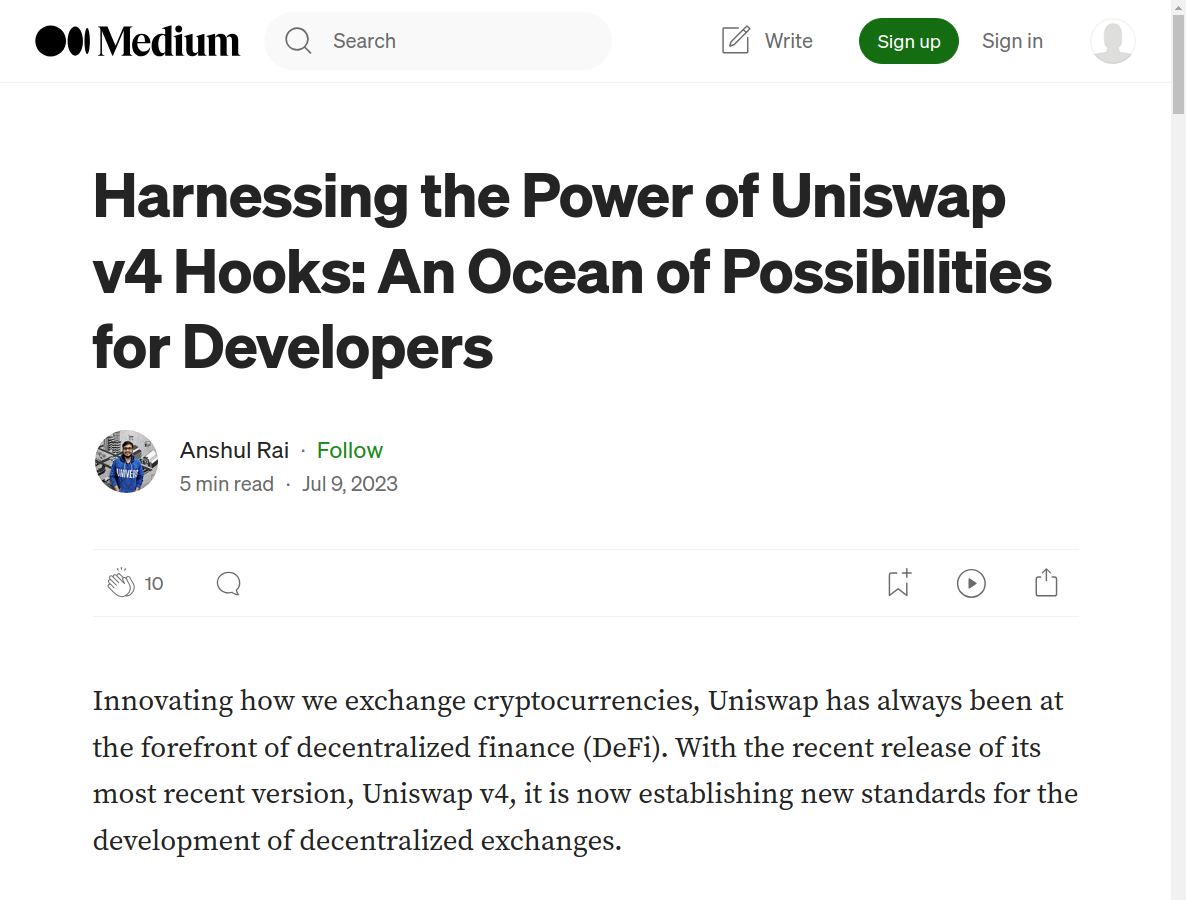 Medium
Search
Write
Sign up
Sign in
Harnessing the Power of Uniswap
v4 Hooks: An Ocean of Possibilities
for Developers
Anshul Rai · Follow
5 min read · Jul 9, 2023
10
Innovating how we exchange cryptocurrencies, Uniswap has always been at
the forefront of decentralized finance (DeFi). With the recent release of its
most recent version, Uniswap v4, it is now establishing new standards for the
development of decentralized exchanges.